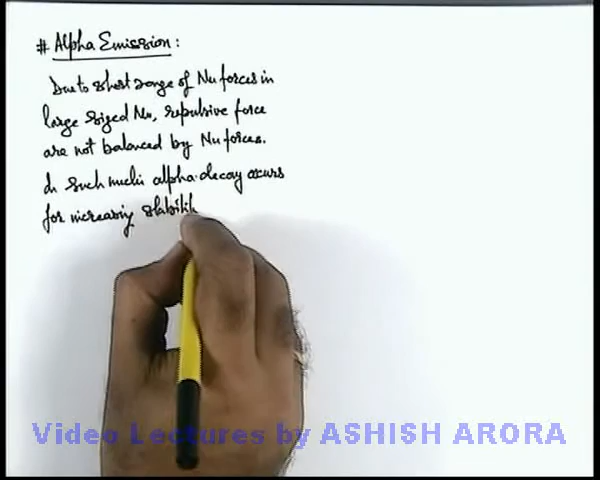 # Alpha Emission :
Due to short range of Nu forces in
large sized Nu, repulsive force
are not balanced by Nu forces.
In such nuclei alpha-decay occurs
for increasing stabilit
Video Lectures by ASHISH ARORA